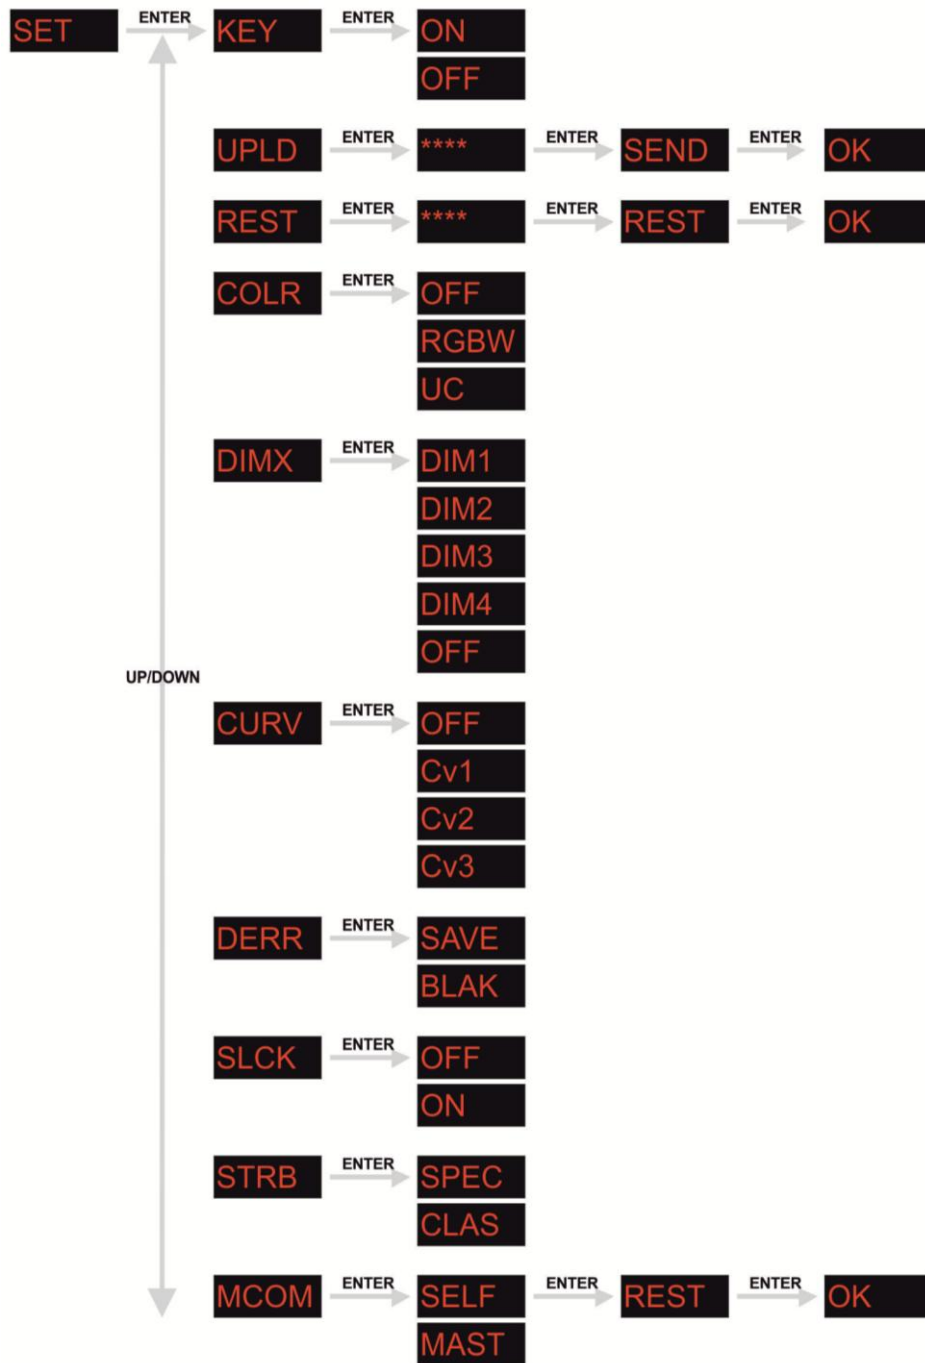 SET ENTER KEY ENTER ON
OFF
UPLD ENTER **** ENTER SEND ENTER OK
REST ENTER **** ENTER REST ENTER OK
COLR ENTER OFF
RGBW
UC
DIMX ENTER DIM1
DIM2
DIM3
DIM4
OFF
UP/DOWN
CURV ENTER OFF
Cv1
Cv2
Cv3
DERR ENTER SAVE
BLAK
SLCK ENTER OFF
ON
STRB ENTER SPEC
CLAS
MCOM ENTER SELF ENTER REST ENTER OK
MAST